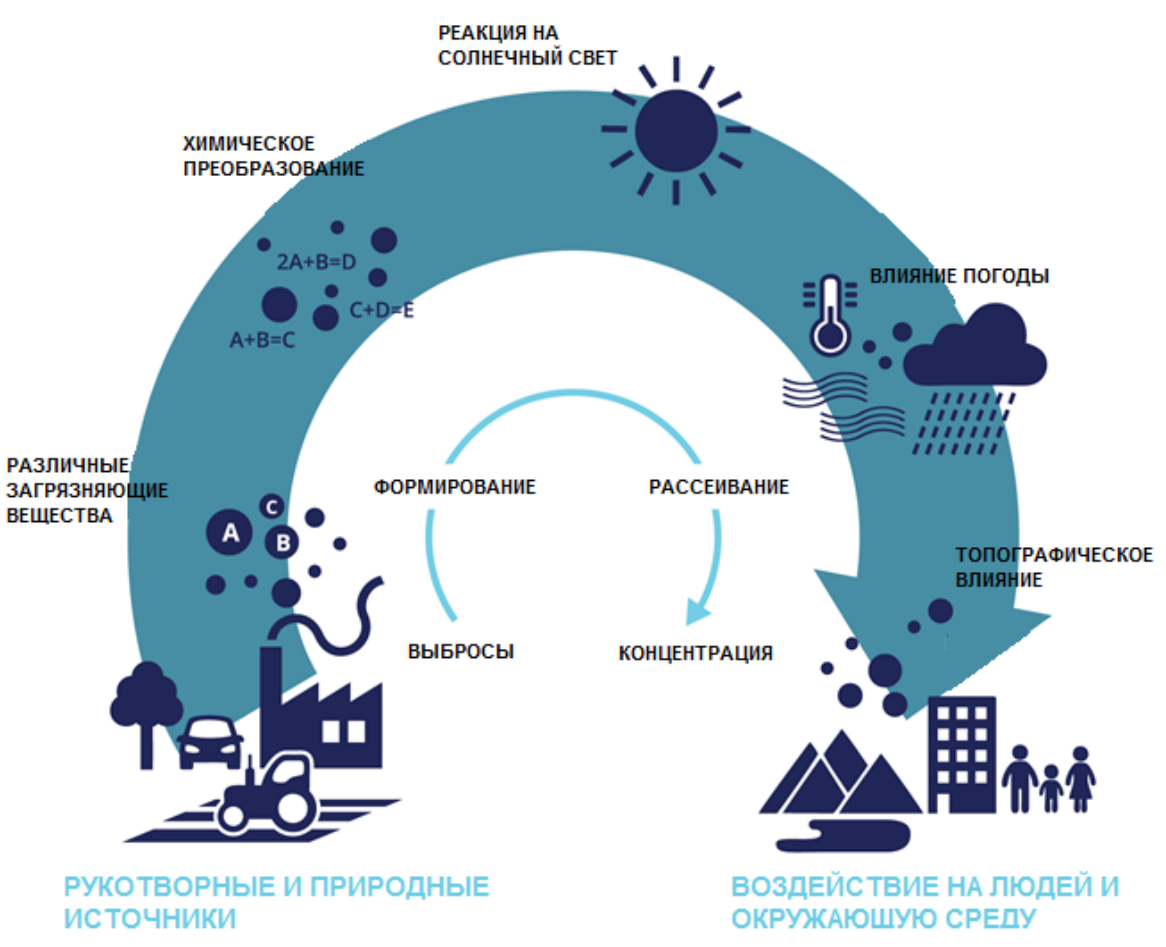 РЕАКЦИЯ НА
СОЛНЕЧНЫЙ СВЕТ
ХИМИЧЕСКОЕ
ПРЕОБРАЗОВАНИЕ
2A+B=D
C+D=E
A+B=C
ВЛИЯНИЕ ПОГОДЫ
РАЗЛИЧНЫЕ
ЗАГРЯЗНЯЮЩИЕ
ВЕЩЕСТВА
A
C
B
ФОРМИРОВАНИЕ
РАССЕИВАНИЕ
ТОПОГРАФИЧЕСКОЕ
ВЛИЯНИЕ
ВЫБРОСЫ
КОНЦЕНТРАЦИЯ
РУКОТВОРНЫЕ И ПРИРОДНЫЕ
ИСТОЧНИКИ
ВОЗДЕЙСТВИЕ НА ЛЮДЕЙ И
ОКРУЖАЮЩУЮ СРЕДУ